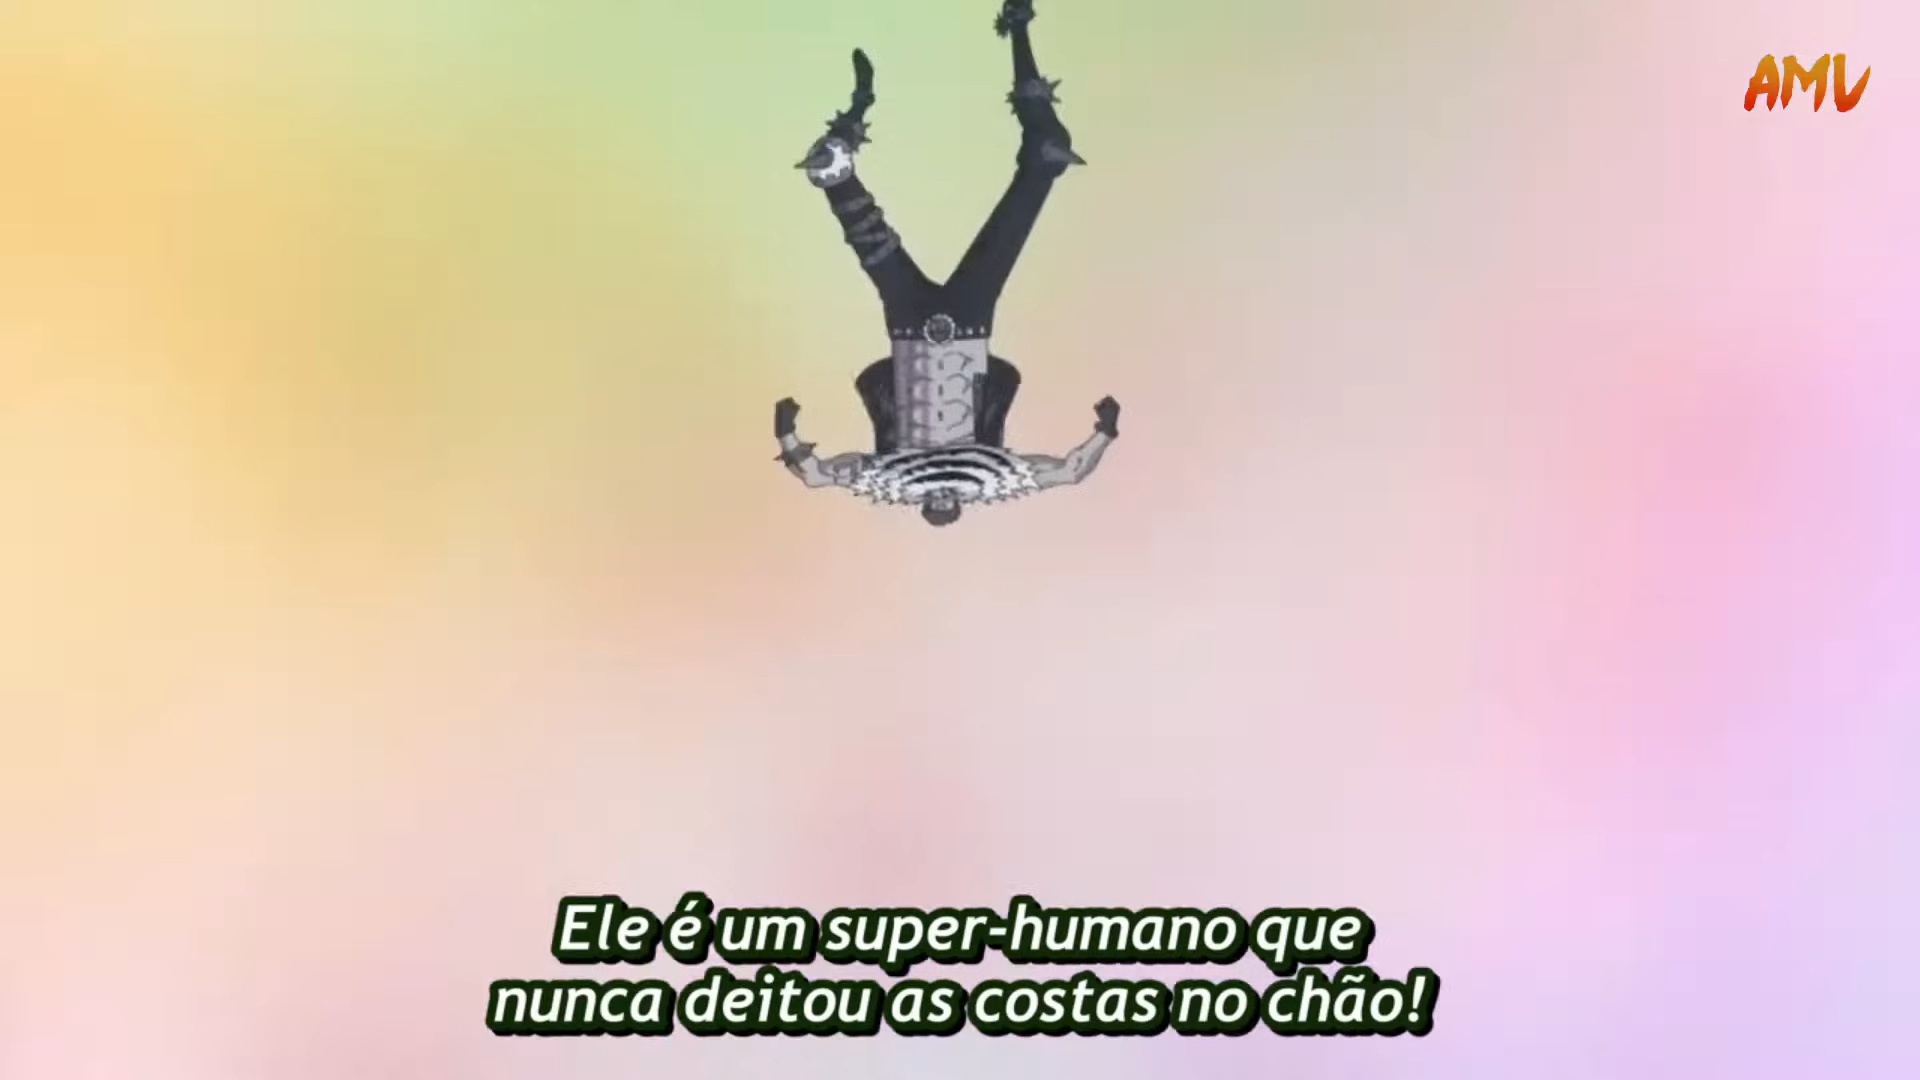 AMV
Ele é um super-humano que
nunca deitou as costas no chão!